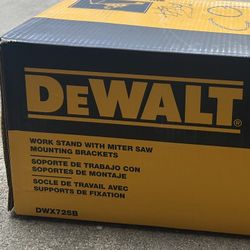 DEWALT
WORK STAND WITH MITER SAW
MOUNTING BRACKETS
SOPORTE DE TRABAJO CON
SOPORTES DE MONTAJE
SOCLE DE TRAVAIL AVEC
SUPPORTS DE FIXATION
DWX725B